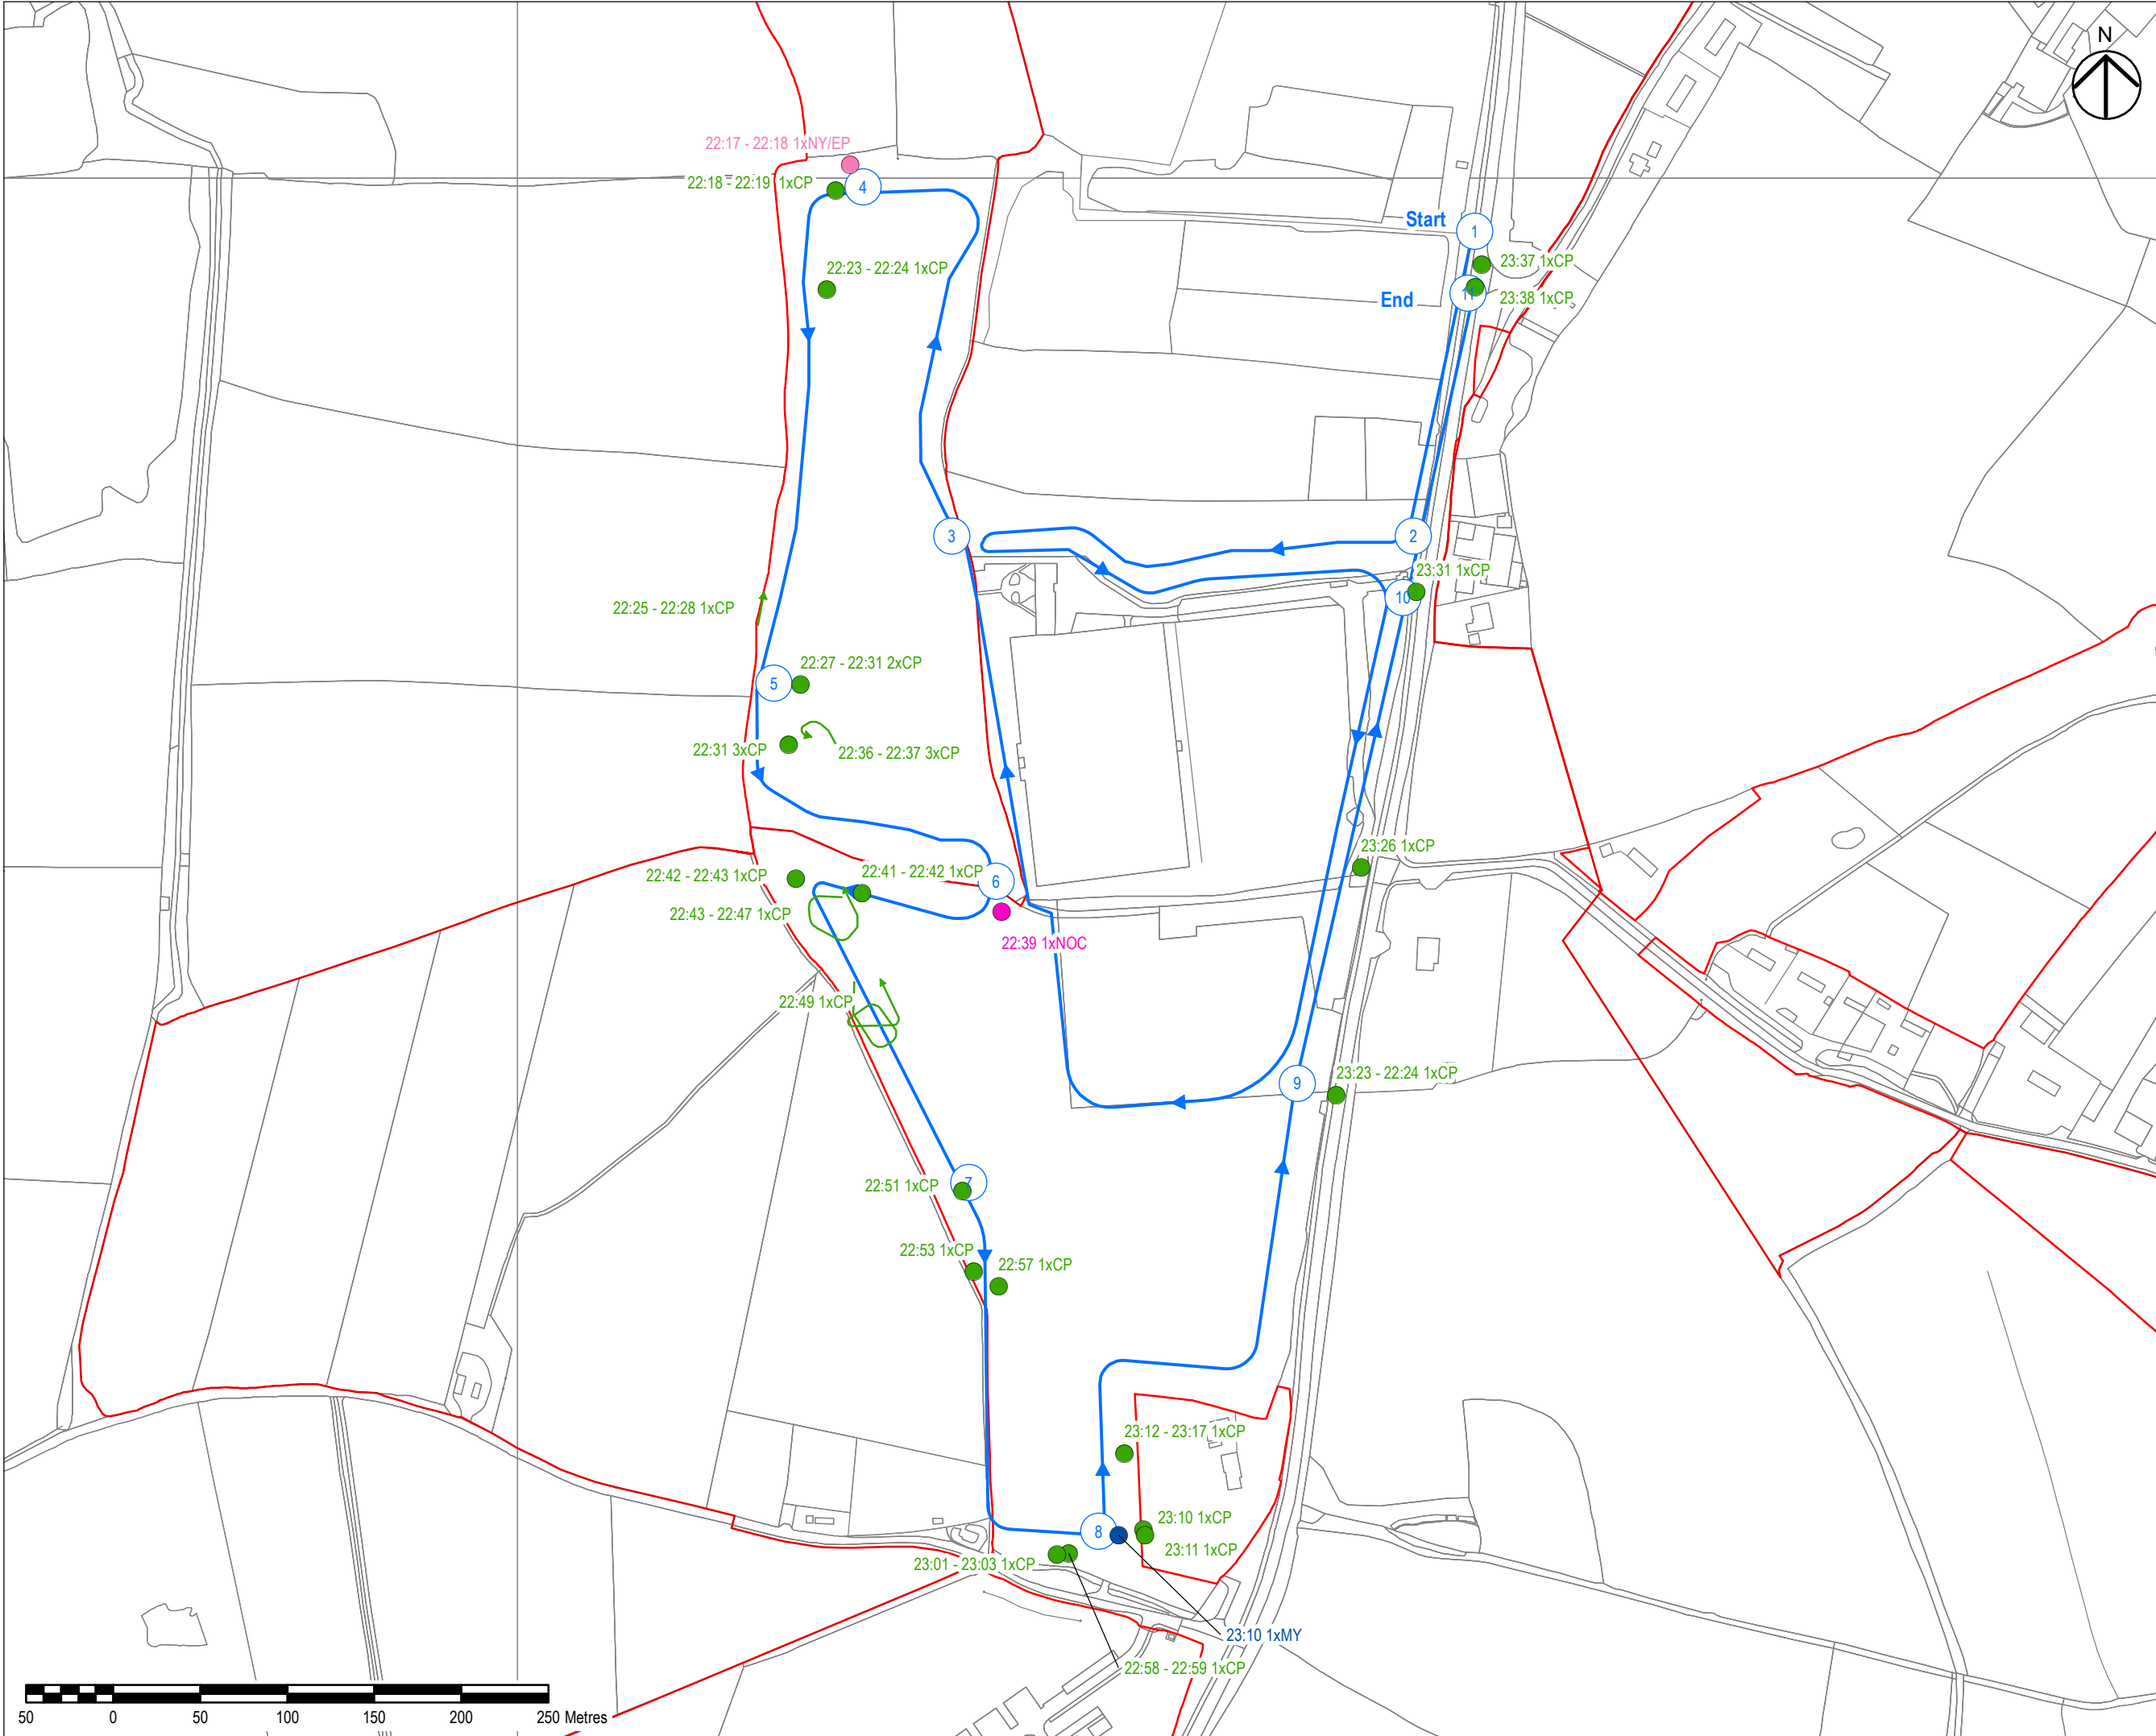 N
22:17 - 22:18 1xNY/EP
22:18 - 22:19 1xCP
4
Start
1
23:37 1xCP
22:23 - 22:24 1xCP
End
11
23:38 1xCP
3
2
23:31 1xCP
10
22:25 - 22:28 1xCP
22:27 - 22:31 2xCP
5
22:31 3xCP
22:36 - 22:37 3xCP
23:26 1xCP
22:42 - 22:43 1xCP
22:41 - 22:42 1xCP
6
22:43 - 22:47 1xCP
22:39 1xNOC
22:49 1xCP
23:23 - 22:24 1xCP
9
22:51 1xCP
7
22:53 1xCP
22:57 1xCP
23:12 - 23:17 1xCP
23:10 1xCP
8
23:11 1xCP
23:01 - 23:03 1xCP
23:10 1xMY
22:58 - 22:59 1xCP
50 0 50 100 150 200 250 Metres